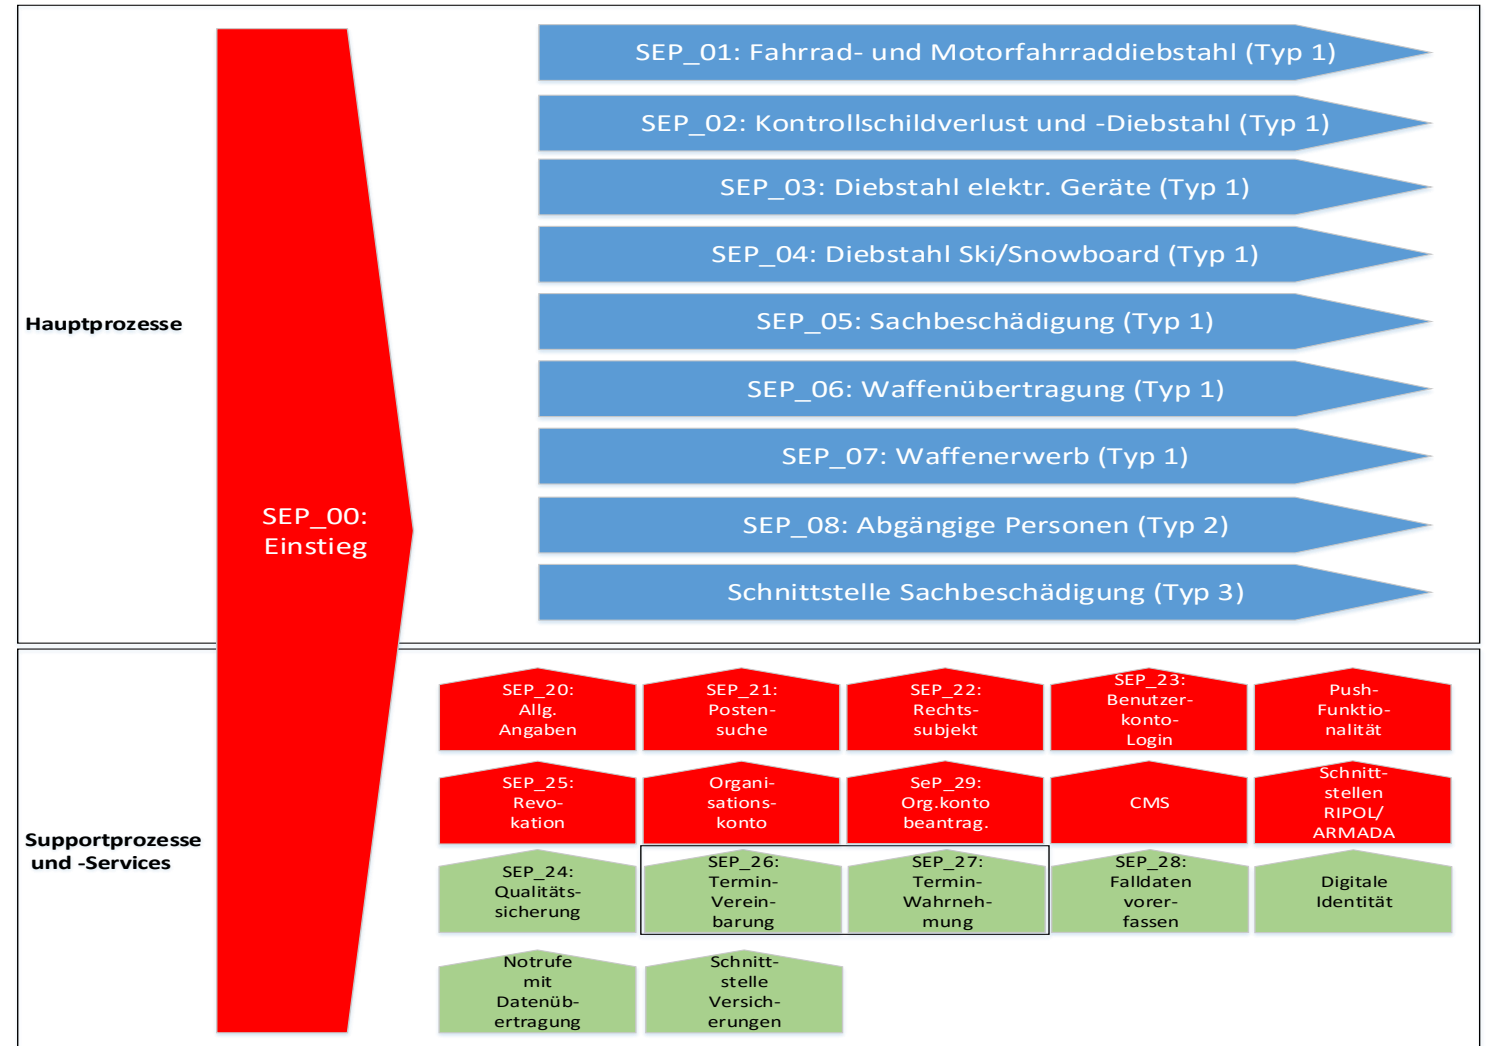 SEP_01: Fahrrad- und Motorfahrraddiebstahl (Typ 1)
SEP_02: Kontrollschildverlust und -Diebstahl (Typ 1)
SEP_03: Diebstahl elektr. Geräte (Typ 1)
SEP_04: Diebstahl Ski/Snowboard (Typ 1)
Hauptprozesse
SEP_05: Sachbeschädigung (Typ 1)
SEP_06: Waffenübertragung (Typ 1)
SEP_07: Waffenerwerb (Typ 1)
SEP_00:
Einstieg
SEP_08: Abgängige Personen (Typ 2)
Schnittstelle Sachbeschädigung (Typ 3)
Supportprozesse
und -Services
SEP_20:
Allg.
Angaben
SEP_21:
Posten-
suche
SEP_22:
Rechts-
subjekt
SEP_23:
Benutzer-
konto-
Login
Push-
Funktio-
nalität
SEP_25:
Revo-
kation
Organi-
sations-
konto
SeP_29:
Org.konto
beantrag.
CMS
Schnitt-
stellen
RIPOL/
ARMADA
SEP_24:
Qualitäts-
sicherung
SEP_26:
Termin-
Verein-
barung
SEP_27:
Termin-
Wahrneh-
mung
SEP_28:
Falldaten
vorer-
fassen
Digitale
Identität
Notrufe
mit
Datenüb-
ertragung
Schnitt-
stelle
Versich-
erungen